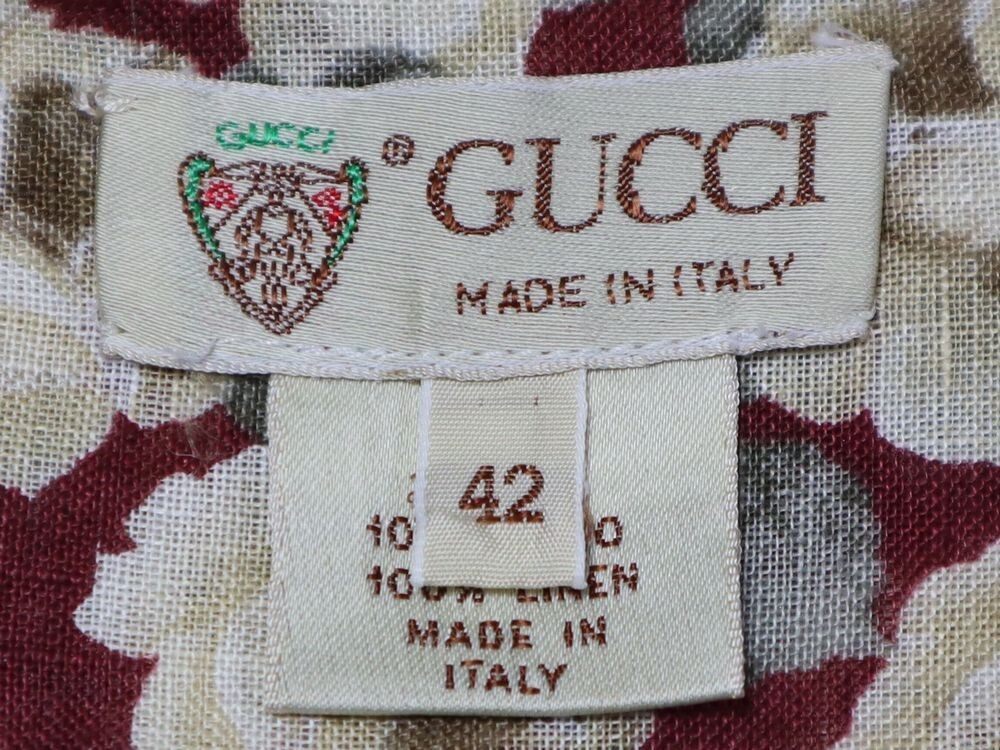 GUCCI
® GUCCI
MADE IN ITALY
42
100% LINEN
MADE IN
ITALY